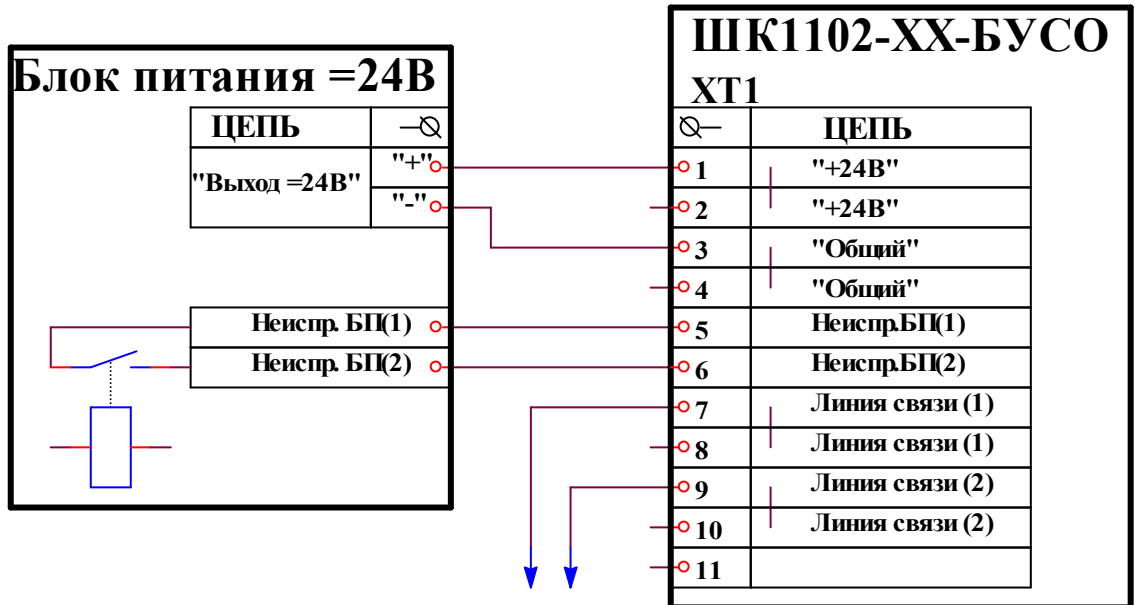 Блок питания =24В
ЦЕПЬ
"Выход =24В"
"+"
"-"
Неиспр. БП(1)
Неиспр. БП(2)
ШК1102-ХХ-БУСО
ХТ1
ЦЕПЬ
1 "+24В"
2 "+24В"
3 "Общий"
4 "Общий"
5 Неиспр.БП(1)
6 Неиспр.БП(2)
7 Линия связи (1)
8 Линия связи (1)
9 Линия связи (2)
10 Линия связи (2)
11